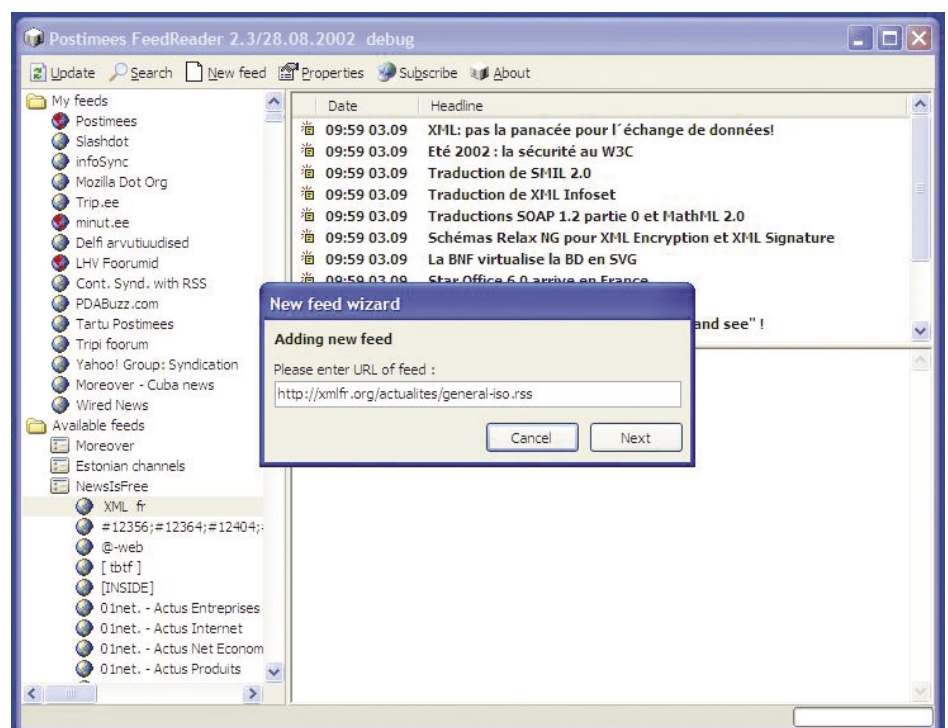 Postimees FeedReader 2.3/28.08.2002 debug
Update Search New feed Properties Subscribe About
My feeds
Postimees
Slashdot
infoSync
Mozilla Dot Org
Trip.ee
minut.ee
Delfi arvutiuudised
LHV Foorumid
Cont. Synd. with RSS
PDABuzz.com
Tartu Postimees
Tripi foorum
Yahoo! Group: Syndication
Moreover - Cuba news
Wired News
Available feeds
Moreover
Estonian channels
NewsIsFree
XML fr
#12356;#12364;#12404;
@-web
[ tbtf ]
[INSIDE]
01net. - Actus Entreprises
01net. - Actus Internet
01net. - Actus Net Econom
01net. - Actus Produits
Date Headline
09:59 03.09 XML: pas la panacée pour l´échange de données!
09:59 03.09 Eté 2002 : la sécurité au W3C
09:59 03.09 Traduction de SMIL 2.0
09:59 03.09 Traduction de XML Infoset
09:59 03.09 Traductions SOAP 1.2 partie 0 et MathML 2.0
09:59 03.09 Schémas Relax NG pour XML Encryption et XML Signature
09:59 03.09 La BNF virtualise la BD en SVG
09:59 03.09 Star Office 6.0 arrive en France
and see" !
New feed wizard
Adding new feed
Please enter URL of feed :
http://xmlfr.org/actualites/general-iso.rss
Cancel Next